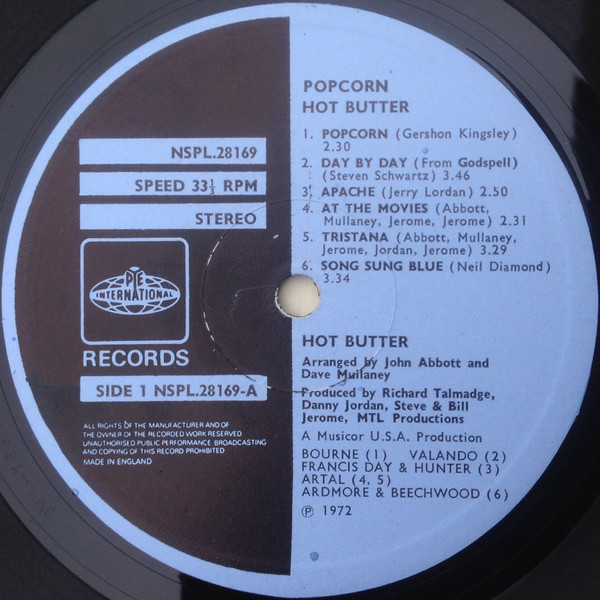 NSPL.28169
SPEED 33⅓ RPM
STEREO
PYE
INTERNATIONAL
RECORDS
SIDE 1 NSPL.28169-A
ALL RIGHTS OF THE MANUFACTURER AND OF
THE OWNER OF THE RECORDED WORK RESERVED
UNAUTHORISED PUBLIC PERFORMANCE BROADCASTING
AND COPYING OF THIS RECORD PROHIBITED
MADE IN ENGLAND
POPCORN
HOT BUTTER
1. POPCORN (Gershon Kingsley)
2.30
2. DAY BY DAY (From Godspell)
(Steven Schwartz) 3.46
3. APACHE (Jerry Lordan) 2.50
4. AT THE MOVIES (Abbott,
Mullaney, Jerome, Jerome) 2.31
5. TRISTANA (Abbott, Mullaney,
Jerome, Jordan, Jerome) 3.29
6. SONG SUNG BLUE (Neil Diamond)
3.34
HOT BUTTER
Arranged by John Abbott and
Dave Mullaney
Produced by Richard Talmadge,
Danny Jordan, Steve & Bill
Jerome, MTL Productions
A Musicor U.S.A. Production
BOURNE (1) VALANDO (2)
FRANCIS DAY & HUNTER (3)
ARTAL (4, 5)
ARDMORE & BEECHWOOD (6)
℗ 1972